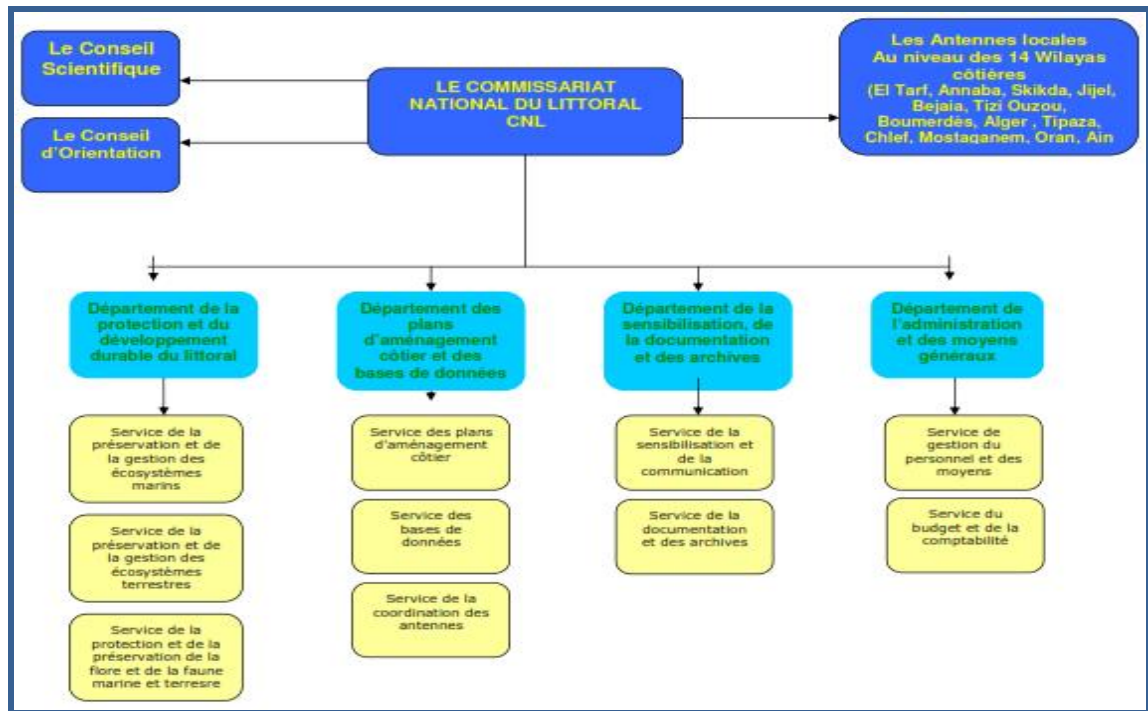 Le Conseil
Scientifique
Le Conseil
d'Orientation
LE COMMISSARIAT
NATIONAL DU LITTORAL
CNL
Les Antennes locales
Au niveau des 14 Wilayas
côtières
(El Tarf, Annaba, Skikda, Jijel,
Bejaia, Tizi Ouzou,
Boumerdès, Alger , Tipaza,
Chlef, Mostaganem, Oran, Ain
Département de la
protection et du
développement
durable du littoral
Service de la
préservation et de
la gestion des
écosystèmes
marins
Service de la
préservation et de
la gestion des
écosystèmes
terrestres
Service de la
protection et de la
préservation de la
flore et de la faune
marine et terresre
Département des
plans
d'aménagement
côtier et des
bases de données
Service des plans
d'aménagement
côtier
Service des
bases de
données
Service de la
coordination des
antennes
Département de la
sensibilisation, de
la documentation
et des archives
Service de la
sensibilisation et
de la
communication
Service de la
documentation
et des archives
Département de
l'administration
et des moyens
généraux
Service de
gestion du
personnel et des
moyens
Service du
budget et de la
comptabilité